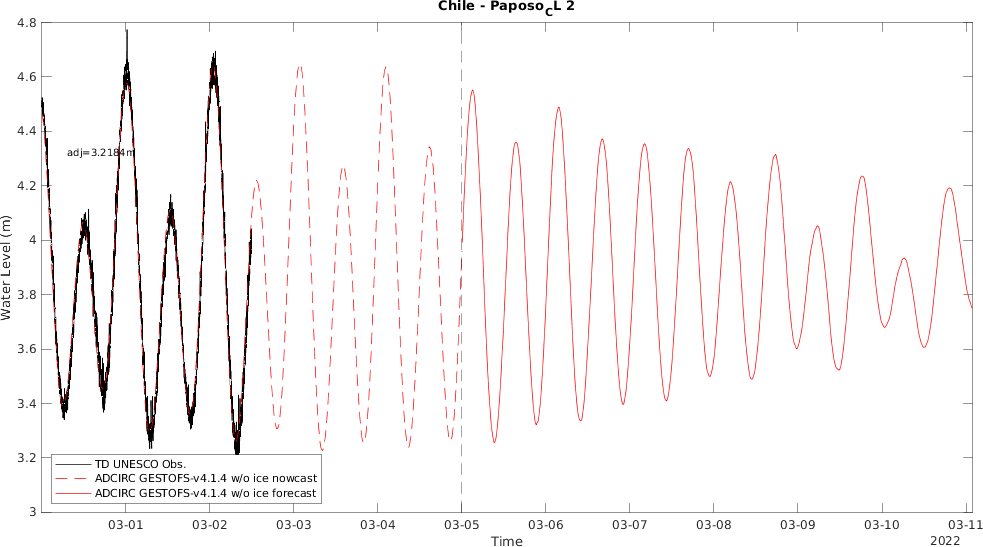 Chile - Paposo_CL 2
4.8
4.6
4.4
4.2
4
3.8
3.6
3.4
3.2
3
Water Level (m)
adj=3.2184m
TD UNESCO Obs.
ADCIRC GESTOFS-v4.1.4 w/o ice nowcast
ADCIRC GESTOFS-v4.1.4 w/o ice forecast
03-01 03-02 03-03 03-04 03-05 03-06 03-07 03-08 03-09 03-10 03-11
Time
2022